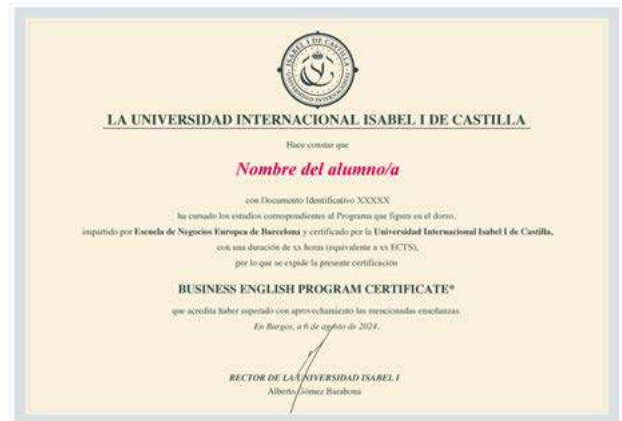 ISABEL I DE CASTILLA
UNIVERSIDAD INTERNACIONAL
LA UNIVERSIDAD INTERNACIONAL ISABEL I DE CASTILLA
Hace constar que
Nombre del alumno/a
con Documento Identificativo XXXXX
ha cursado los estudios correspondientes al Programa que figura en el dorso,
impartido por Escuela de Negocios Europea de Barcelona y certificado por la Universidad Internacional Isabel I de Castilla,
con una duración de xx horas (equivalente a xx ECTS),
por lo que se expide la presente certificación
BUSINESS ENGLISH PROGRAM CERTIFICATE*
que acredita haber superado con aprovechamiento las mencionadas enseñanzas
En Burgos, a 6 de agosto de 2024.
RECTOR DE LA UNIVERSIDAD ISABEL I
Alberto Gómez Barahona